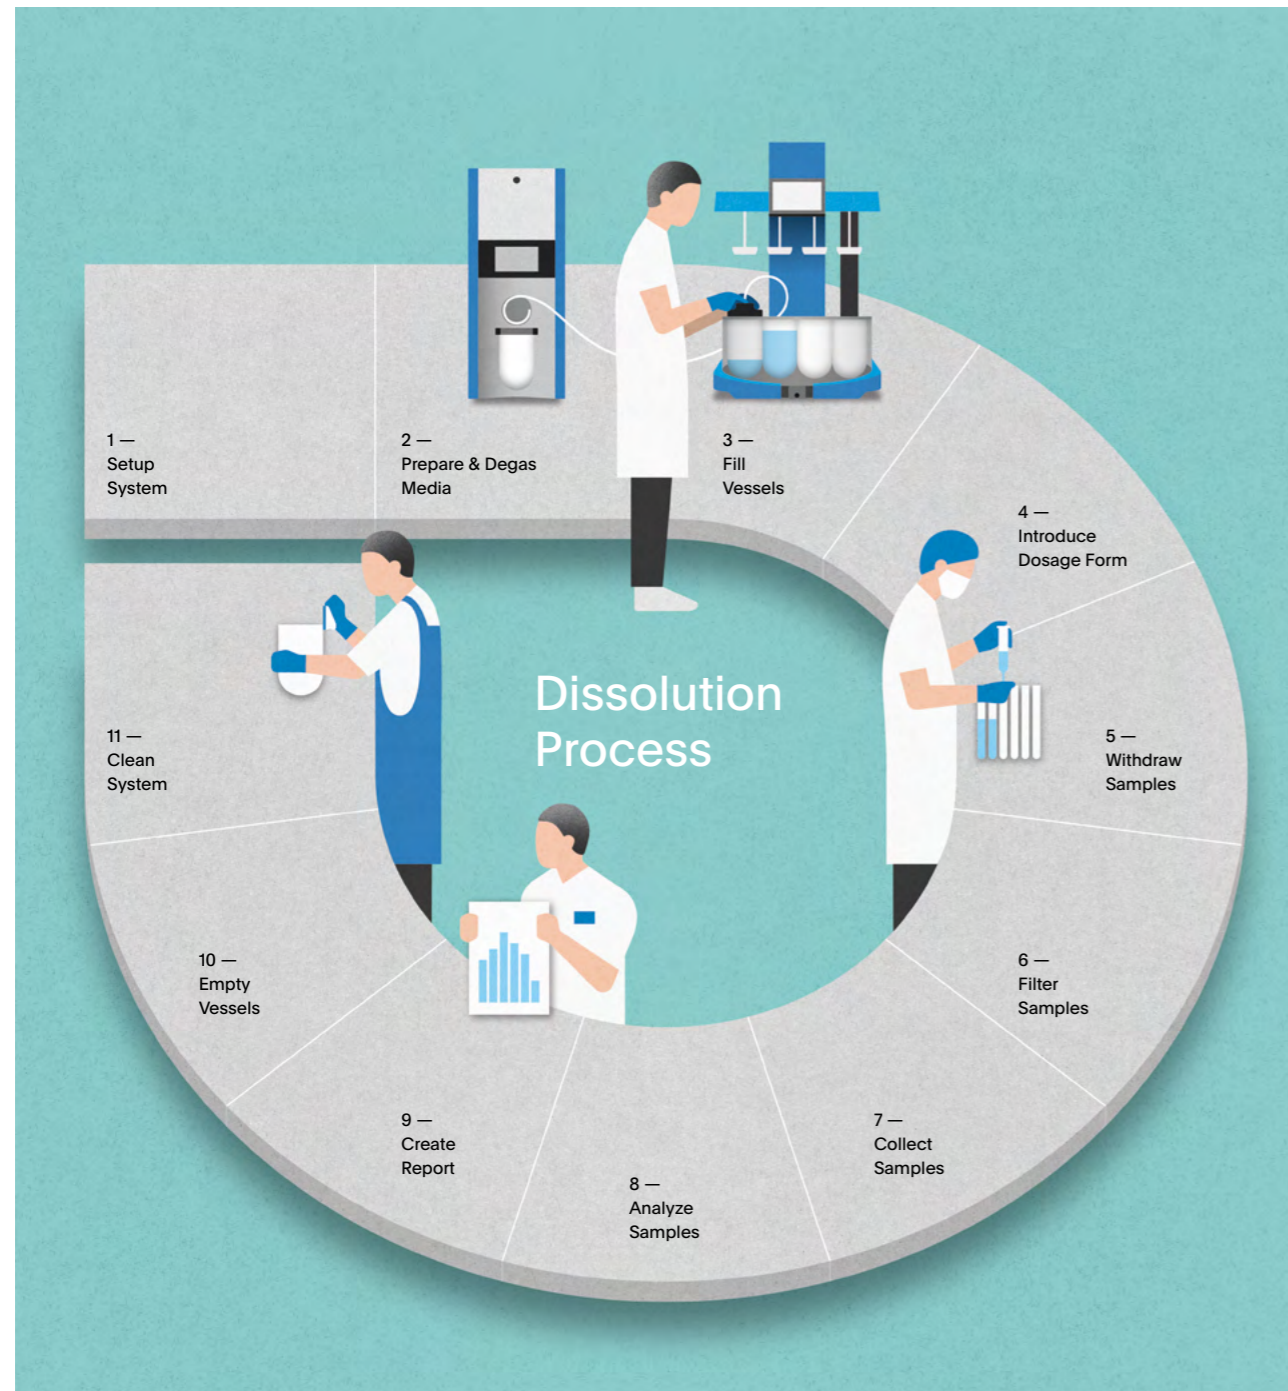 1 —
Setup
System
2 —
Prepare & Degas
Media
3 —
Fill
Vessels
4 —
Introduce
Dosage Form
Dissolution
Process
5 —
Withdraw
Samples
6 —
Filter
Samples
7 —
Collect
Samples
8 —
Analyze
Samples
9 —
Create
Report
10 —
Empty
Vessels
11 —
Clean
System